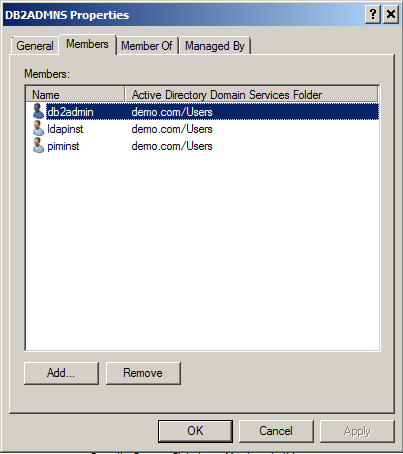 DB2ADMNS Properties
General Members Member Of Managed By
Members:
Name Active Directory Domain Services Folder
db2admin demo.com/Users
ldapinst demo.com/Users
piminst demo.com/Users
Add... Remove
OK Cancel Apply